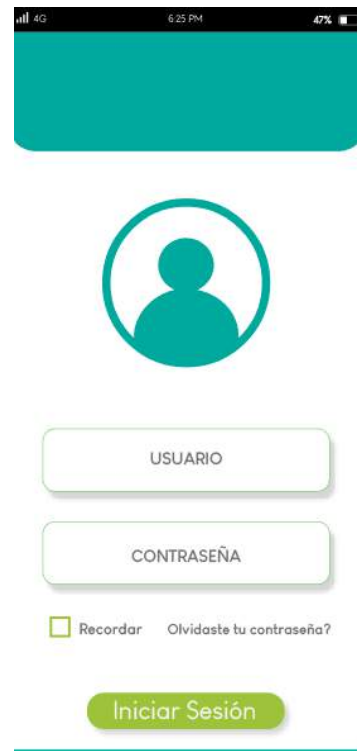 4G 6:25 PM 47%
USUARIO
CONTRASEÑA
Recordar Olvidaste tu contraseña?
Iniciar Sesión